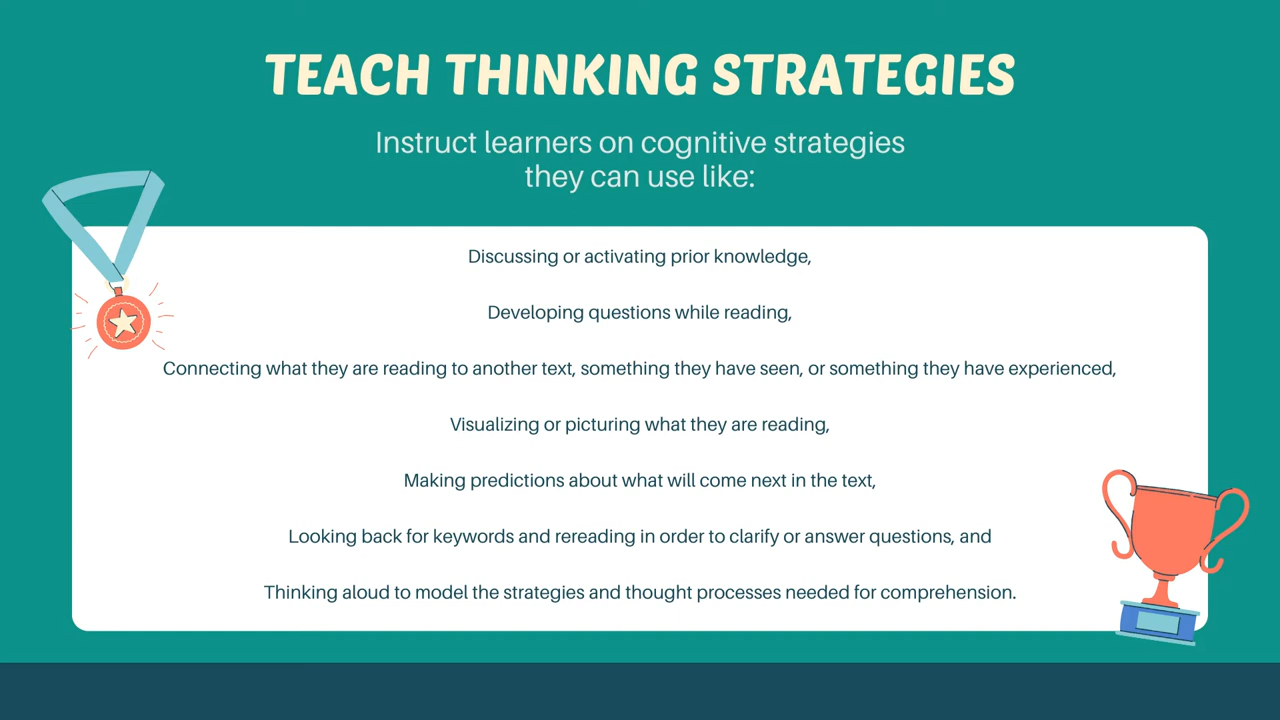 TEACH THINKING STRATEGIES
Instruct learners on cognitive strategies
they can use like:
Discussing or activating prior knowledge,
Developing questions while reading,
Connecting what they are reading to another text, something they have seen, or something they have experienced,
Visualizing or picturing what they are reading,
Making predictions about what will come next in the text,
Looking back for keywords and rereading in order to clarify or answer questions, and
Thinking aloud to model the strategies and thought processes needed for comprehension.